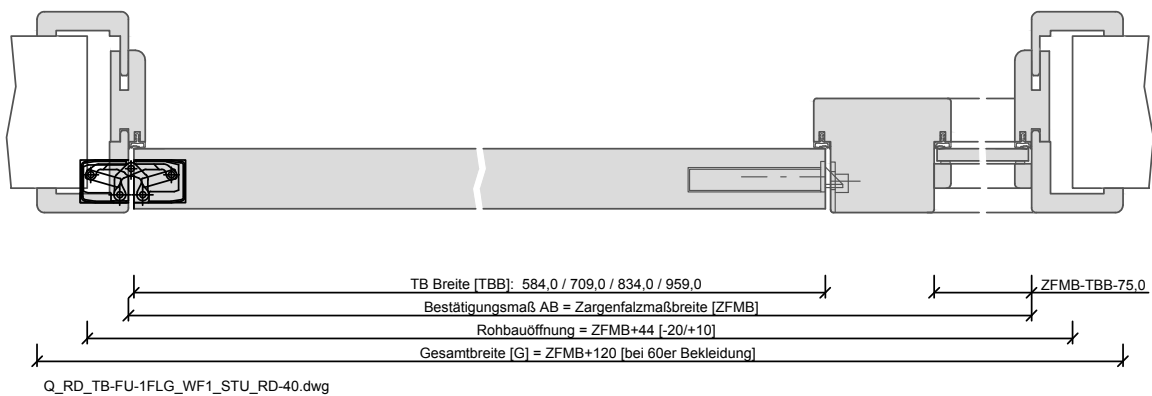 TB Breite [TBB]: 584,0 / 709,0 / 834,0 / 959,0
ZFMB-TBB-75,0
Bestätigungsmaß AB = Zargenfalzmaßbreite [ZFMB]
Rohbauöffnung = ZFMB+44 [-20/+10]
Gesamtbreite [G] = ZFMB+120 [bei 60er Bekleidung]
Q_RD_TB-FU-1FLG_WF1_STU_RD-40.dwg